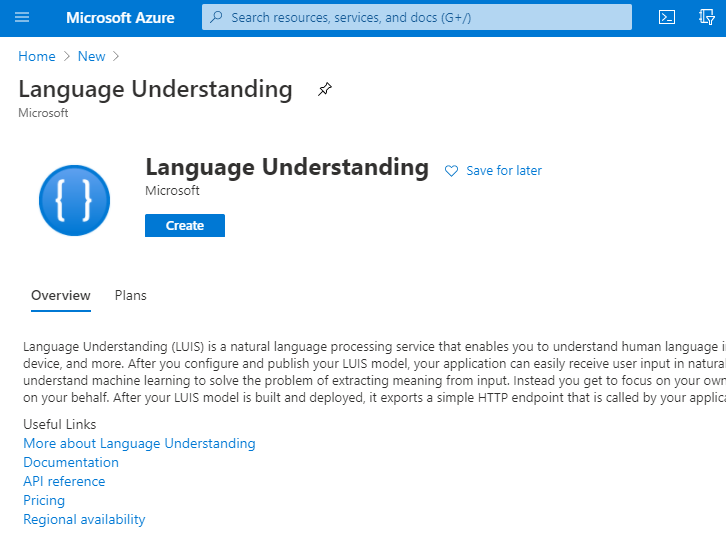 Microsoft Azure
Search resources, services, and docs (G+/)
Home > New >
Language Understanding
Microsoft
Language Understanding
Save for later
Microsoft
Create
Overview Plans
Language Understanding (LUIS) is a natural language processing service that enables you to understand human language i
device, and more. After you configure and publish your LUIS model, your application can easily receive user input in natura
understand machine learning to solve the problem of extracting meaning from input. Instead you get to focus on your own
on your behalf. After your LUIS model is built and deployed, it exports a simple HTTP endpoint that is called by your applica
Useful Links
More about Language Understanding
Documentation
API reference
Pricing
Regional availability